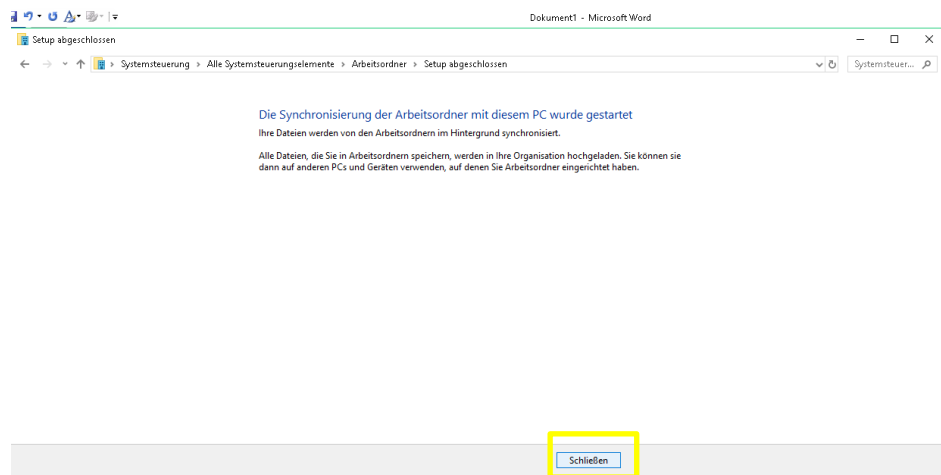 Dokument1 - Microsoft Word
Setup abgeschlossen
Systemsteuerung > Alle Systemsteuerungselemente > Arbeitsordner > Setup abgeschlossen
Systemsteuer...
Die Synchronisierung der Arbeitsordner mit diesem PC wurde gestartet
Ihre Dateien werden von den Arbeitsordnern im Hintergrund synchronisiert.
Alle Dateien, die Sie in Arbeitsordnern speichern, werden in Ihre Organisation hochgeladen. Sie können sie
dann auf anderen PCs und Geräten verwenden, auf denen Sie Arbeitsordner eingerichtet haben.
Schließen